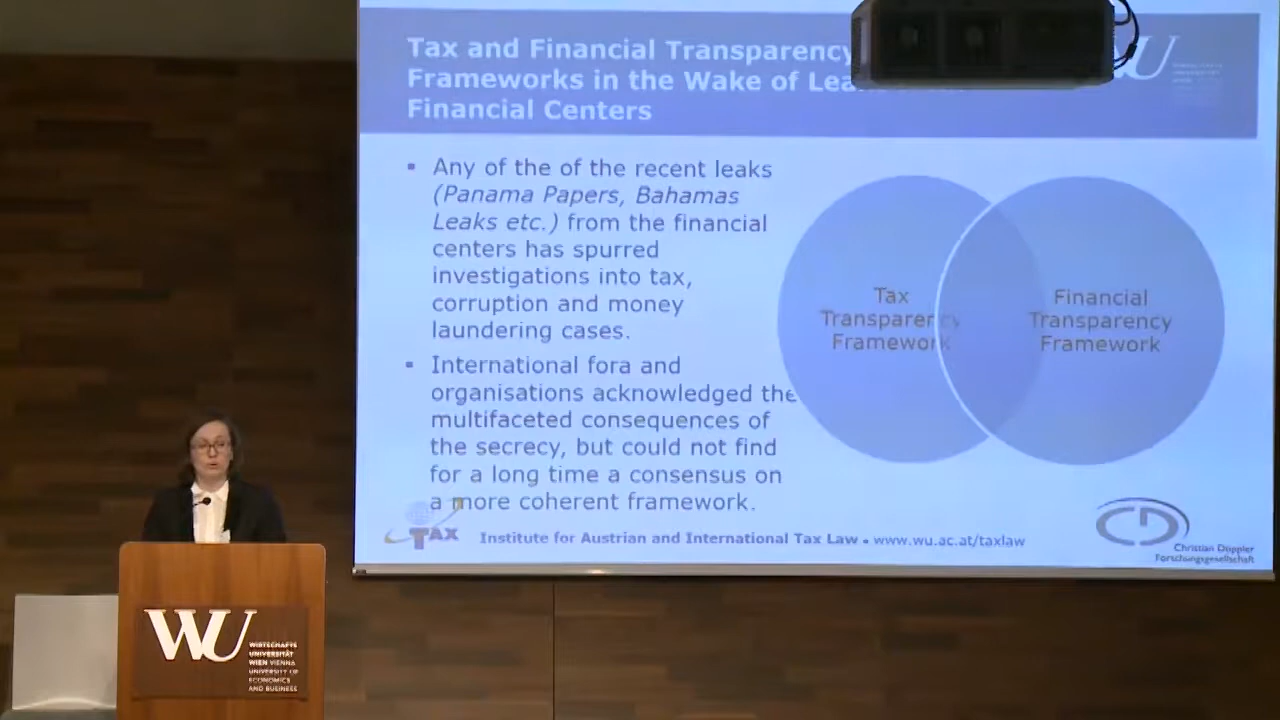 Tax and Financial Transparency
Frameworks in the Wake of
Financial Centers
WU
▪ Any of the of the recent leaks
(Panama Papers, Bahamas
Leaks etc.) from the financial
centers has spurred
investigations into tax,
corruption and money
laundering cases.
▪ International fora and
organisations acknowledged the
multifaceted consequences of
the secrecy, but could not find
for a long time a consensus on
a more coherent framework.
Tax
Transparency
Framework
Financial
Transparency
Framework
TAX
Institute for Austrian and International Tax Law • www.wu.ac.at/taxlaw
CD
Christian Doppler
Forschungsgesellschaft
WU
WIRTSCHAFTS
UNIVERSITÄT
WIEN VIENNA
UNIVERSITY OF
ECONOMICS
AND BUSINESS